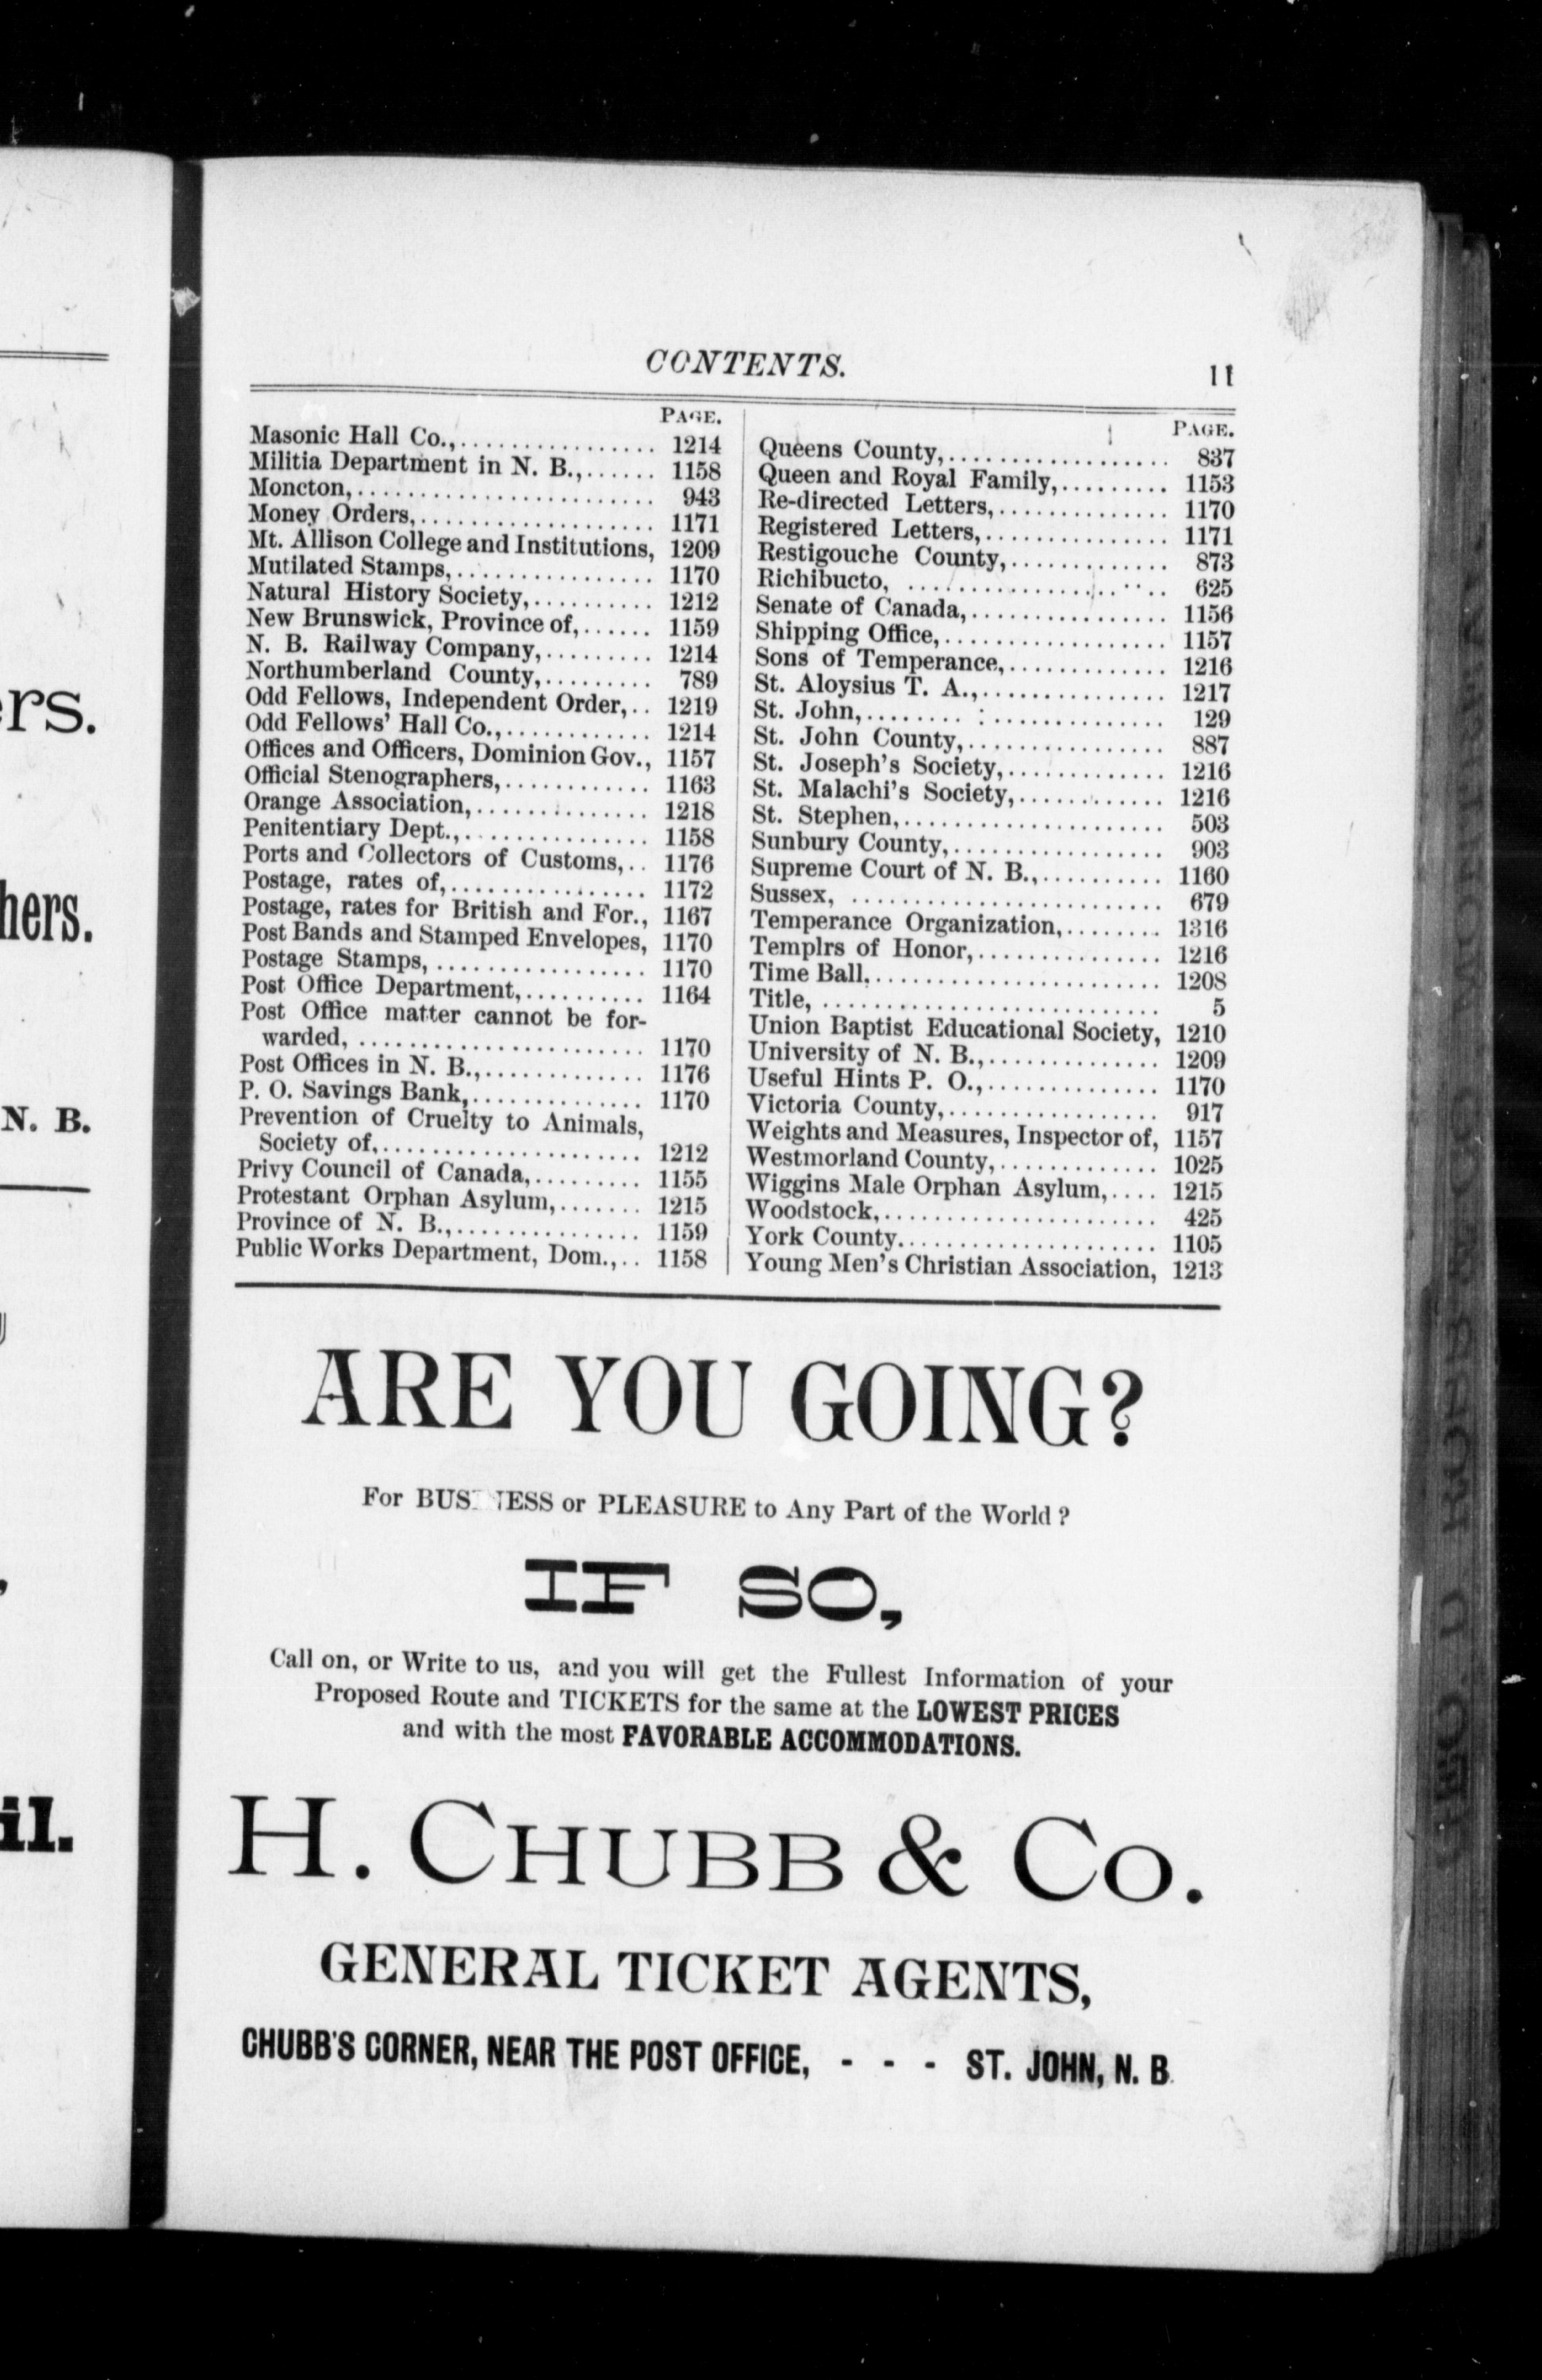 ers.
hers.
N. B.
il.
CONTENTS. 11
PAGE.
Masonic Hall Co.,................ 1214
Militia Department in N. B.,...... 1158
Moncton,........................ 943
Money Orders,................... 1171
Mt. Allison College and Institutions, 1209
Mutilated Stamps,................ 1170
Natural History Society,.......... 1212
New Brunswick, Province of,...... 1159
N. B. Railway Company,......... 1214
Northumberland County,......... 789
Odd Fellows, Independent Order,.. 1219
Odd Fellows' Hall Co.,............ 1214
Offices and Officers, Dominion Gov., 1157
Official Stenographers,............ 1163
Orange Association,.............. 1218
Penitentiary Dept.,............... 1158
Ports and Collectors of Customs,.. 1176
Postage, rates of,................ 1172
Postage, rates for British and For., 1167
Post Bands and Stamped Envelopes, 1170
Postage Stamps, ................. 1170
Post Office Department,.......... 1164
Post Office matter cannot be for-
warded, ....................... 1170
Post Offices in N. B.,............. 1176
P. O. Savings Bank,.............. 1170
Prevention of Cruelty to Animals,
Society of,..................... 1212
Privy Council of Canada,......... 1155
Protestant Orphan Asylum,....... 1215
Province of N. B.,............... 1159
Public Works Department, Dom.,.. 1158
PAGE.
Queens County,.................. 837
Queen and Royal Family,......... 1153
Re-directed Letters,.............. 1170
Registered Letters,............... 1171
Restigouche County,............. 873
Richibucto, ..................... 625
Senate of Canada,................ 1156
Shipping Office,.................. 1157
Sons of Temperance,............. 1216
St. Aloysius T. A.,............... 1217
St. John,........ : .............. 129
St. John County,................ 887
St. Joseph's Society,............. 1216
St. Malachi's Society,............ 1216
St. Stephen,..................... 503
Sunbury County,................. 903
Supreme Court of N. B.,.......... 1160
Sussex, ......................... 679
Temperance Organization,........ 1316
Templrs of Honor,............... 1216
Time Ball,....................... 1208
Title, ........................... 5
Union Baptist Educational Society, 1210
University of N. B.,.............. 1209
Useful Hints P. O.,.............. 1170
Victoria County,................. 917
Weights and Measures, Inspector of, 1157
Westmorland County,............. 1025
Wiggins Male Orphan Asylum,.... 1215
Woodstock,...................... 425
York County..................... 1105
Young Men's Christian Association, 1213
ARE YOU GOING?
For BUSINESS or PLEASURE to Any Part of the World ?
IF SO,
Call on, or Write to us, and you will get the Fullest Information of your
Proposed Route and TICKETS for the same at the LOWEST PRICES
and with the most FAVORABLE ACCOMMODATIONS.
H. CHUBB & CO.
GENERAL TICKET AGENTS,
CHUBB'S CORNER, NEAR THE POST OFFICE, - - - ST. JOHN, N. B.